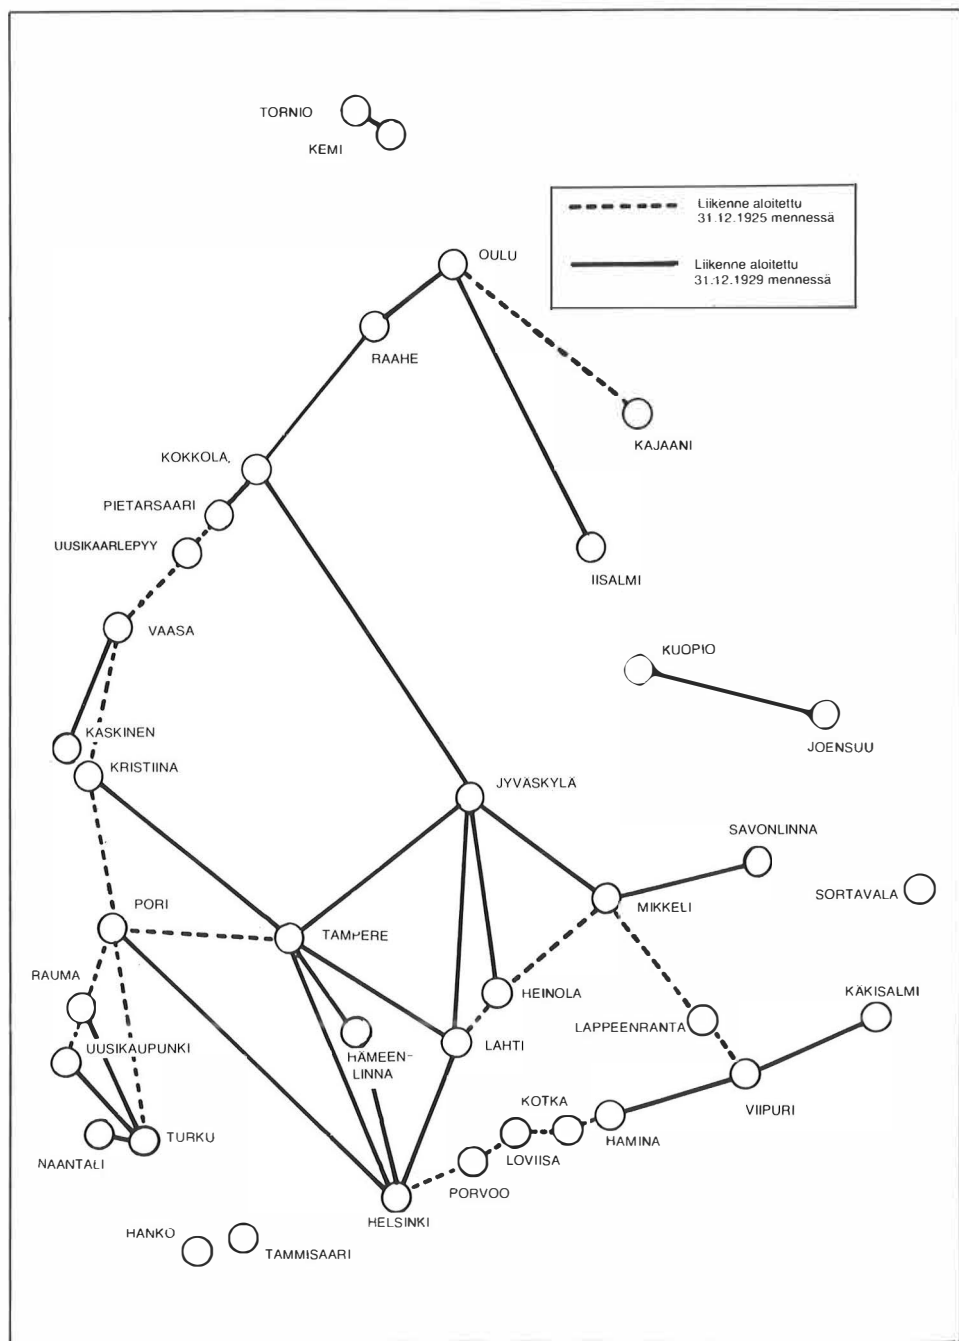 TORNIO
KEMI
Liikenne aloitettu
31.12.1925 mennessä
Liikenne aloitettu
31.12.1929 mennessä
OULU
RAAHE
KAJAANI
KOKKOLA
PIETARSAARI
UUSIKAARLEPYY
IISALMI
VAASA
KUOPIO
JOENSUU
KASKINEN
KRISTIINA
JYVÄSKYLÄ
SAVONLINNA
SORTAVALA
MIKKELI
PORI
TAMPERE
RAUMA
HEINOLA
KÄKISALMI
LAPPEENRANTA
UUSIKAUPUNKI
HÄMEEN-
LINNA
LAHTI
VIIPURI
KOTKA
HAMINA
TURKU
NAANTALI
LOVIISA
PORVOO
HELSINKI
HANKO
TAMMISAARI